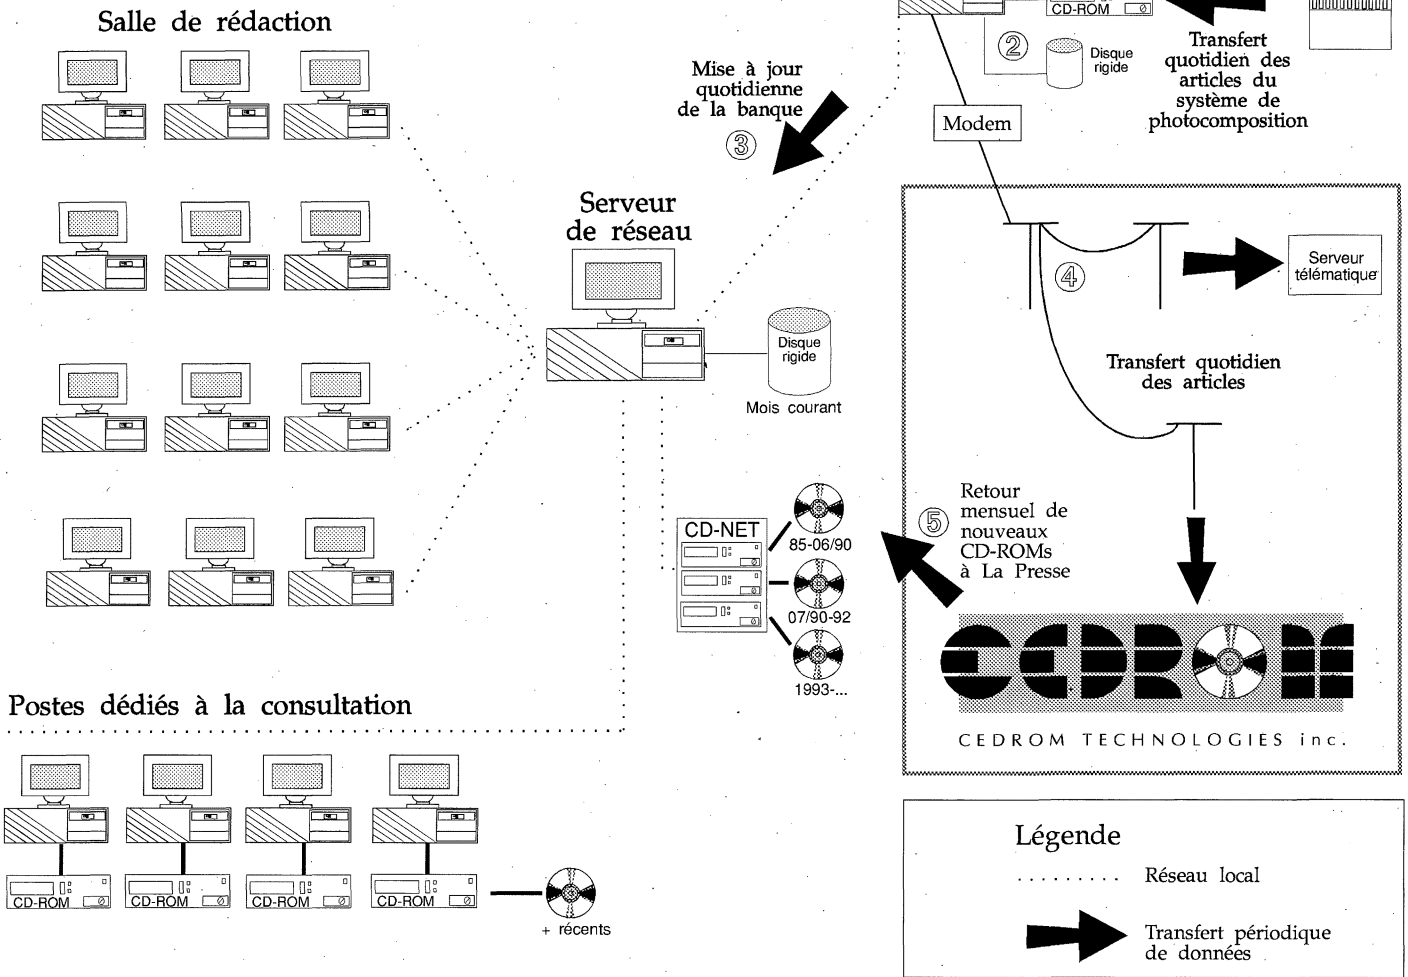 Salle de rédaction
CD-ROM
②
Disque
rigide
Transfert
quotidien des
articles du
système de
photocomposition
Mise à jour
quotidienne
de la banque
③
Modem
Serveur
de réseau
Disque
rigide
Mois courant
④
Serveur
télématique
Transfert quotidien
des articles
CD-NET
85-06/90
07/90-92
1993-...
⑤
Retour
mensuel de
nouveaux
CD-ROMs
à La Presse
CEDROM
CEDROM TECHNOLOGIES inc.
Postes dédiés à la consultation
CD-ROM
CD-ROM
CD-ROM
CD-ROM
+ récents
Légende
Réseau local
Transfert périodique
de données